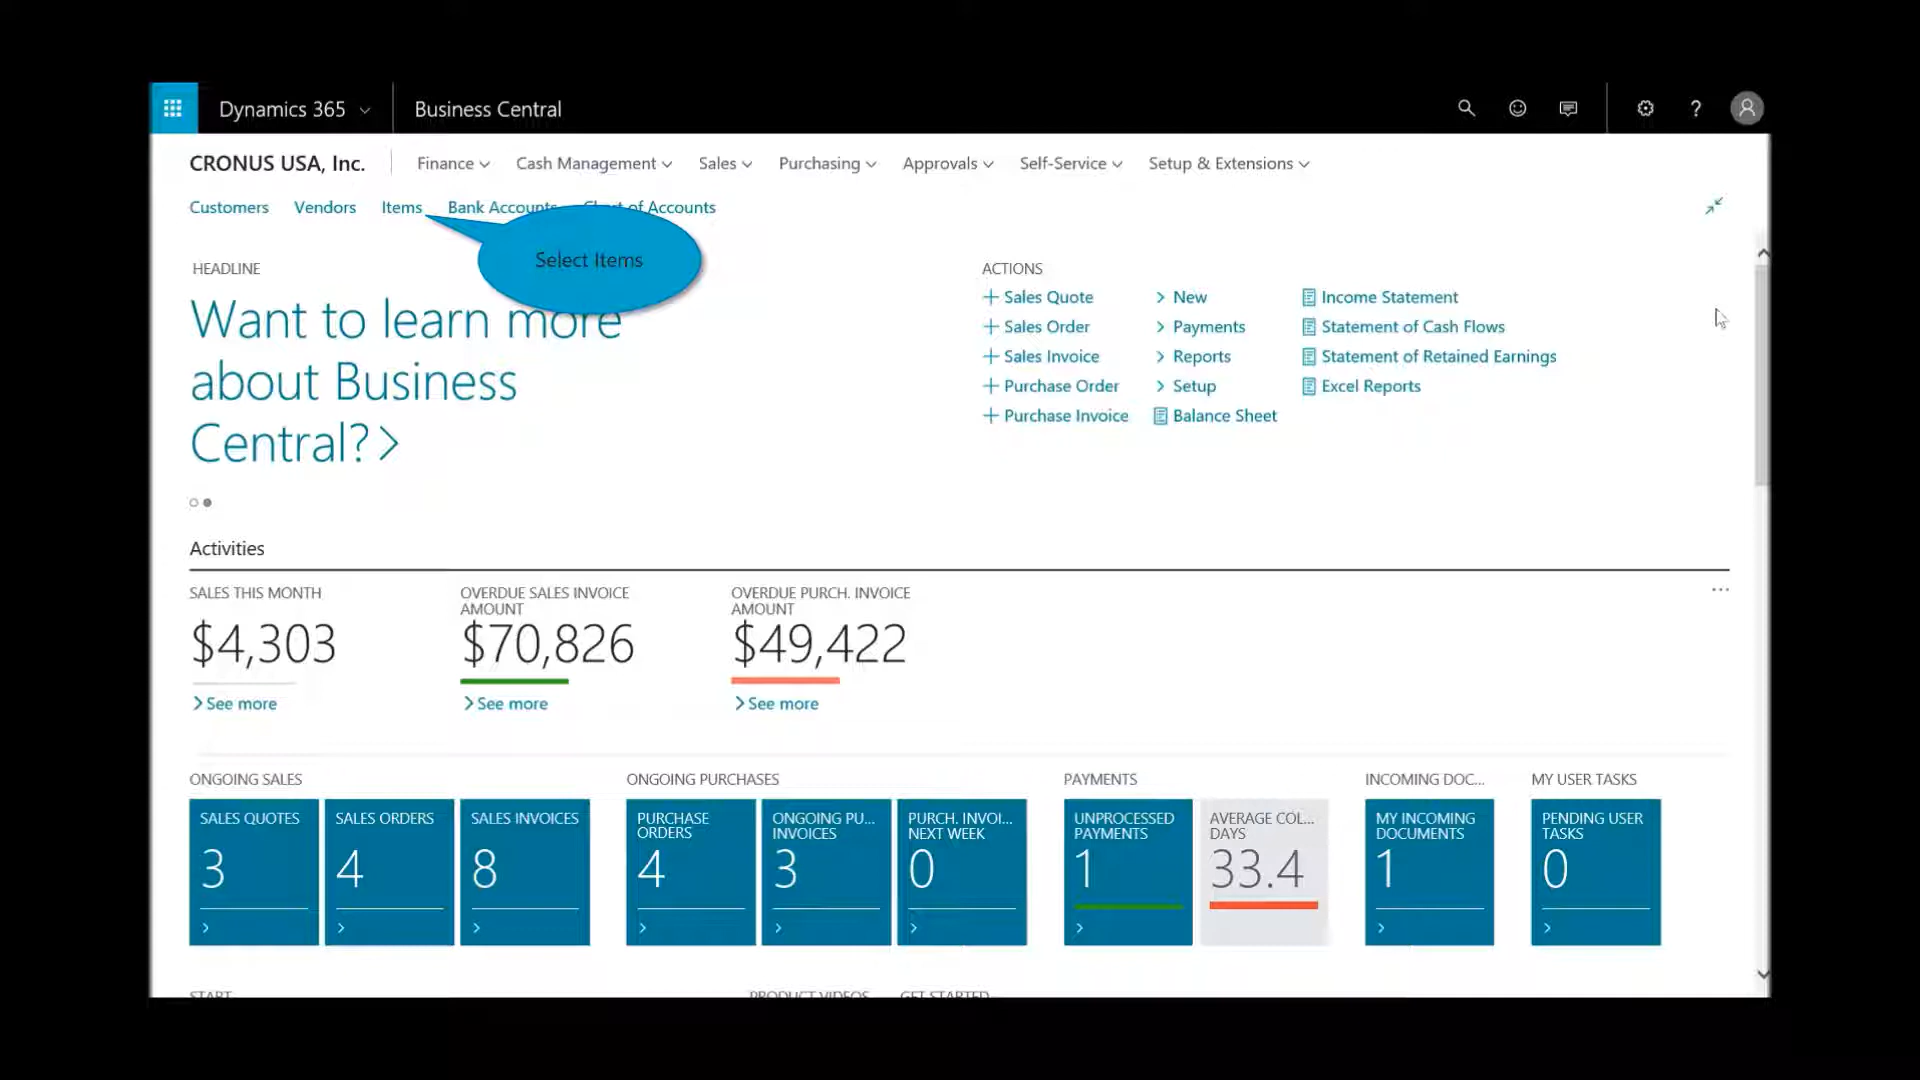 Dynamics 365
Business Central
?
CRONUS USA, Inc.
Finance
Cash Management
Sales
Purchasing
Approvals
Self-Service
Setup & Extensions
Customers
Vendors
Items
Bank Accounts
Chart of Accounts
Select Items
HEADLINE
Want to learn more
about Business
Central?
ACTIONS
+ Sales Quote
+ Sales Order
+ Sales Invoice
+ Purchase Order
+ Purchase Invoice
> New
> Payments
> Reports
> Setup
Balance Sheet
Income Statement
Statement of Cash Flows
Statement of Retained Earnings
Excel Reports
Activities
...
SALES THIS MONTH
$4,303
> See more
OVERDUE SALES INVOICE
AMOUNT
$70,826
> See more
OVERDUE PURCH. INVOICE
AMOUNT
$49,422
> See more
ONGOING SALES
SALES QUOTES
3
SALES ORDERS
4
SALES INVOICES
8
ONGOING PURCHASES
PURCHASE
ORDERS
4
ONGOING PU...
INVOICES
3
PURCH. INVOI...
NEXT WEEK
0
PAYMENTS
UNPROCESSED
PAYMENTS
1
AVERAGE COL...
DAYS
33.4
INCOMING DOC...
MY INCOMING
DOCUMENTS
1
MY USER TASKS
PENDING USER
TASKS
0
START
PRODUCT VIDEOS
GET STARTED